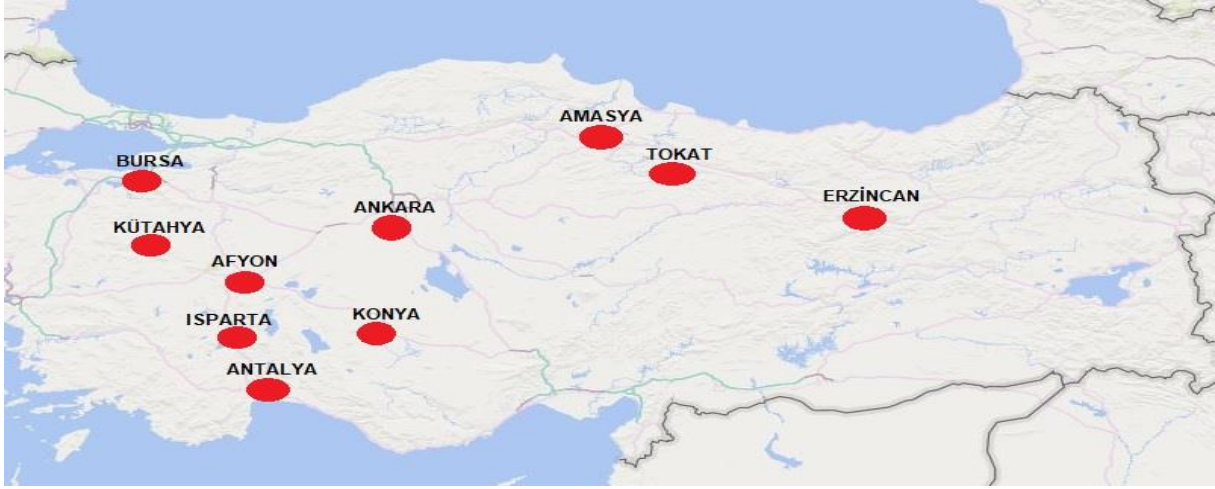 AMASYA
TOKAT
BURSA
ERZİNCAN
ANKARA
KÜTAHYA
AFYON
ISPARTA
KONYA
ANTALYA